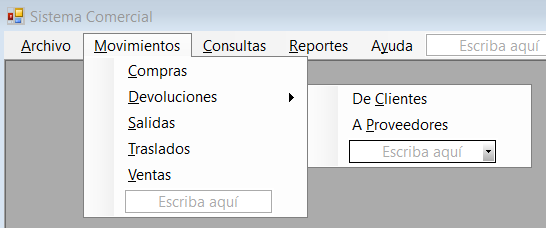 Sistema Comercial
Archivo Movimientos Consultas Reportes Ayuda Escriba aquí
Compras
Devoluciones
Salidas
Traslados
Ventas
Escriba aquí
De Clientes
A Proveedores
Escriba aquí